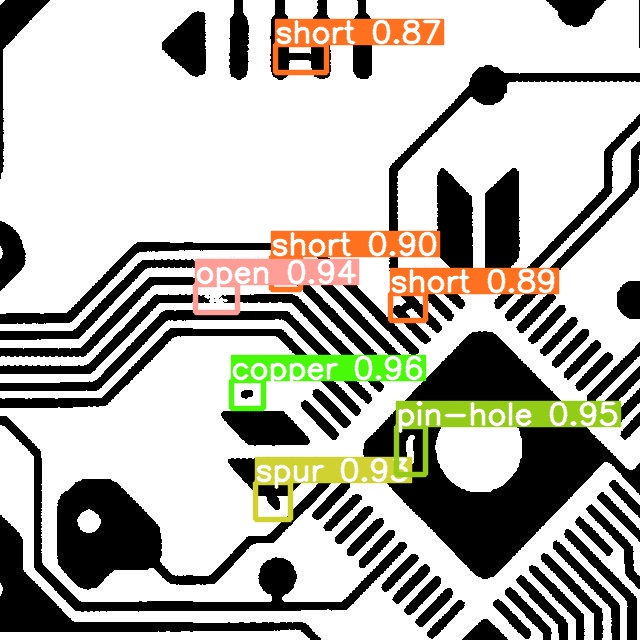 short 0.87
short 0.90
open 0.94
short 0.89
copper 0.96
pin-hole 0.95
spur 0.93